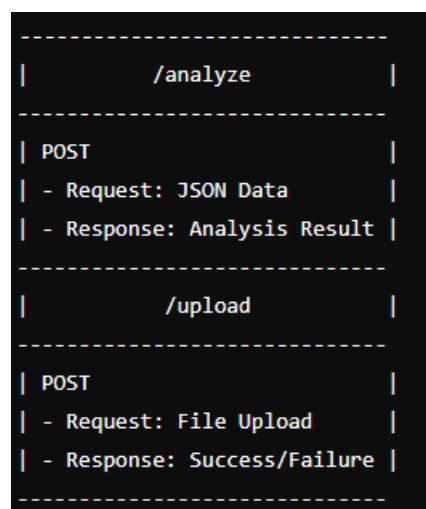 ------------------------------
|          /analyze           |
------------------------------
| POST                        |
| - Request: JSON Data        |
| - Response: Analysis Result |
------------------------------
|           /upload           |
------------------------------
| POST                        |
| - Request: File Upload      |
| - Response: Success/Failure |
------------------------------